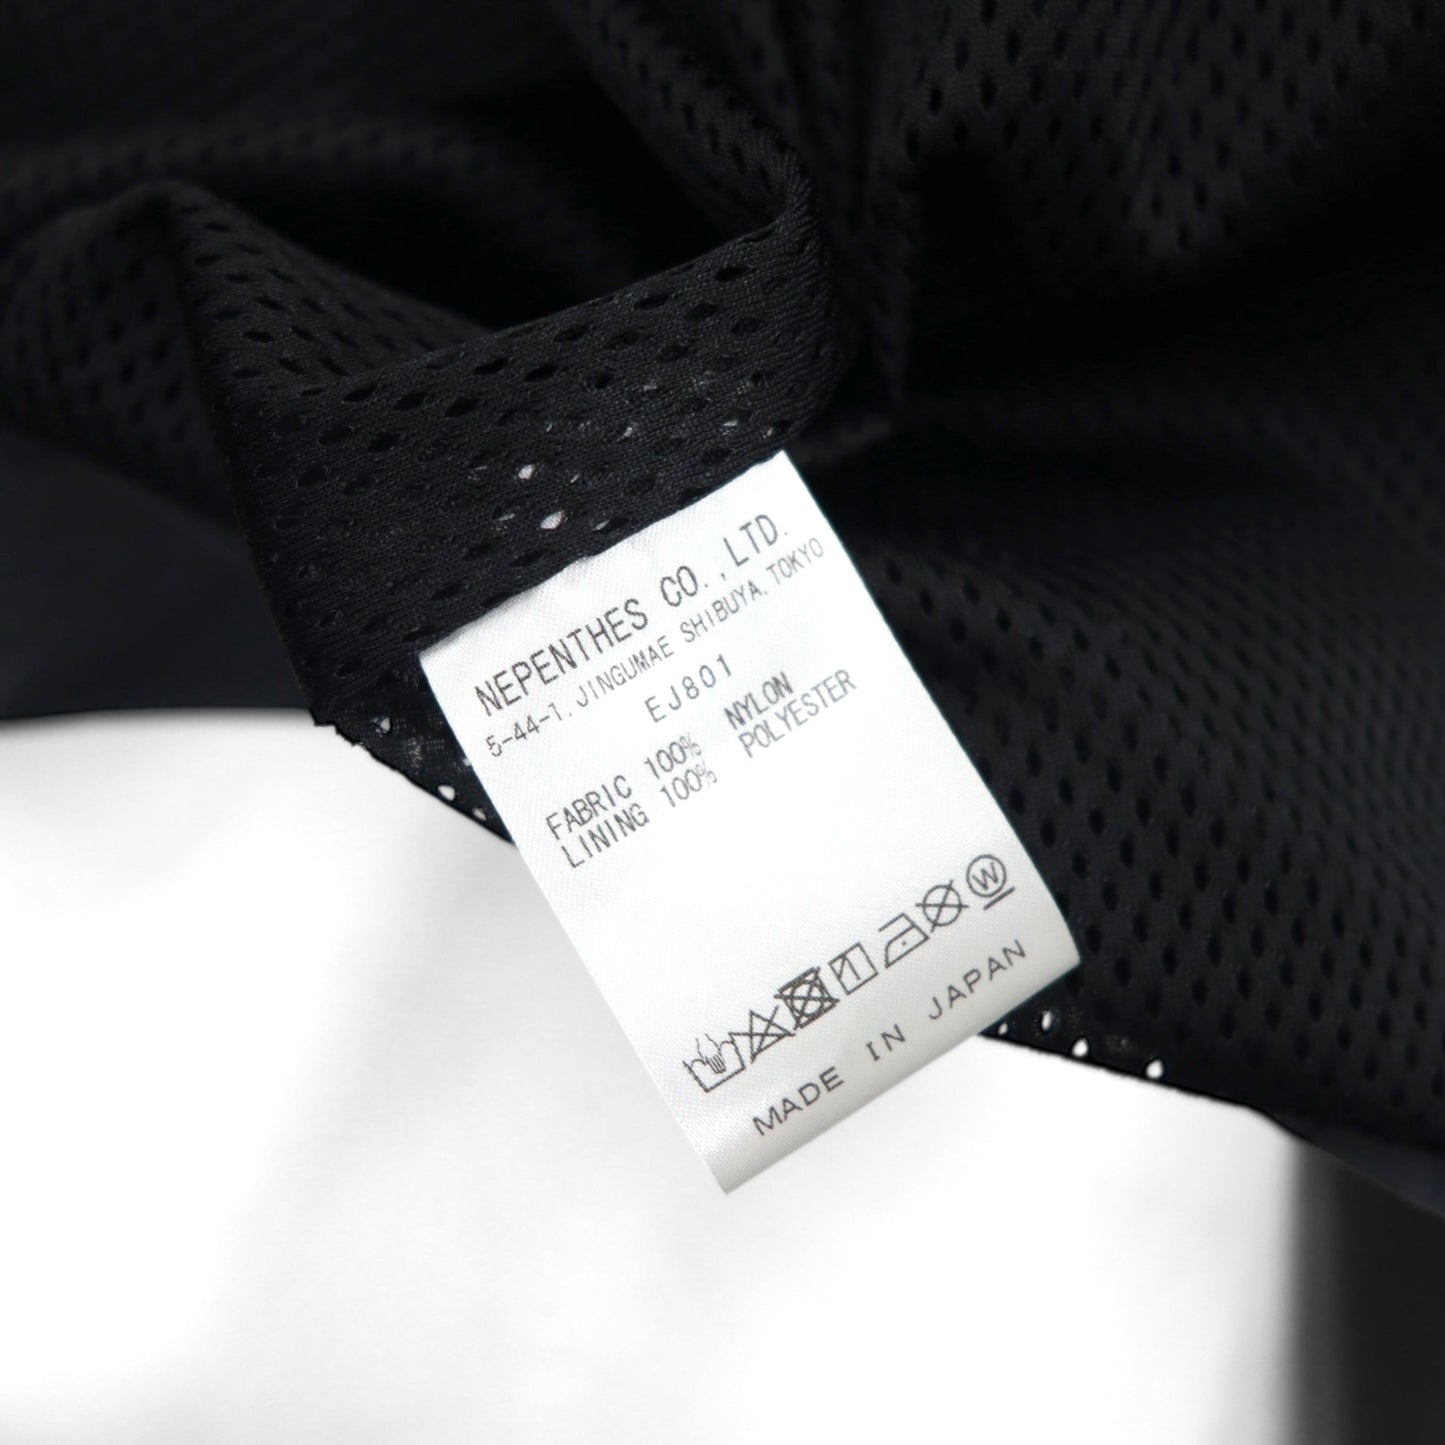 NEPENTHES CO.,LTD.
5-44-1, JINGUMAE SHIBUYA, TOKYO
EJ801
FABRIC 100% NYLON
LINING 100% POLYESTER
W
MADE IN JAPAN